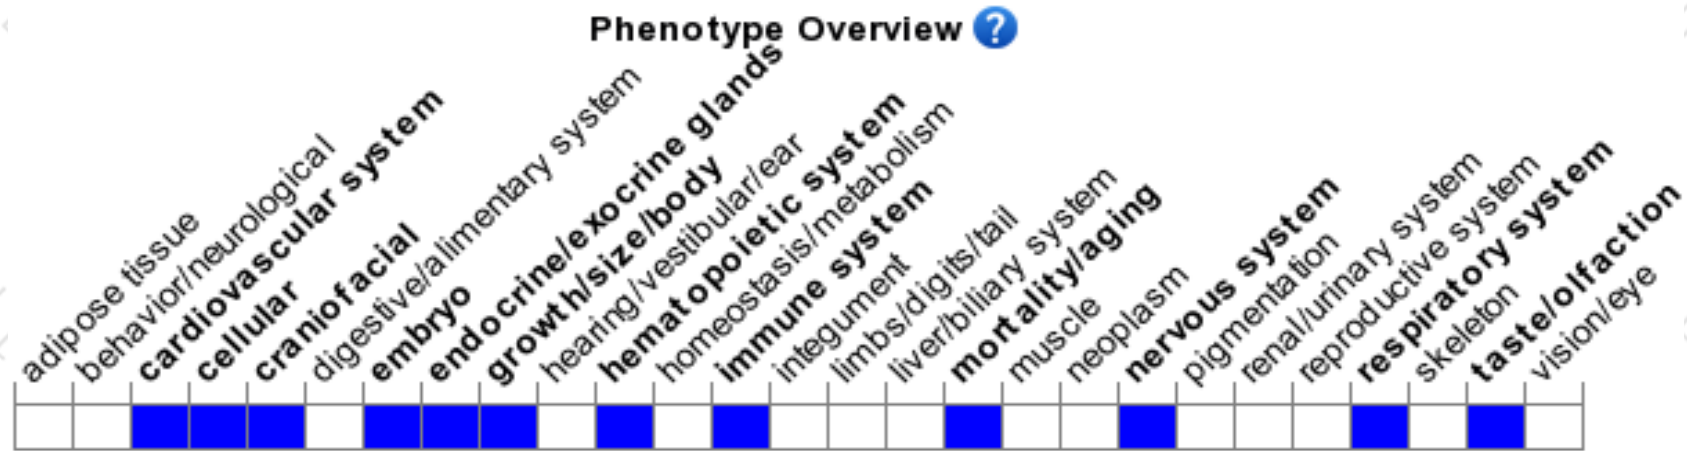 Phenotype Overview ?
adipose tissue
behavior/neurological
cardiovascular system
cellular
craniofacial
digestive/alimentary system
embryo
endocrine/exocrine glands
growth/size/body
hearing/vestibular/ear
hematopoietic system
homeostasis/metabolism
immune system
integument
limbs/digits/tail
liver/biliary system
mortality/aging
muscle
neoplasm
nervous system
pigmentation
renal/urinary system
reproductive system
respiratory system
skeleton
taste/olfaction
vision/eye